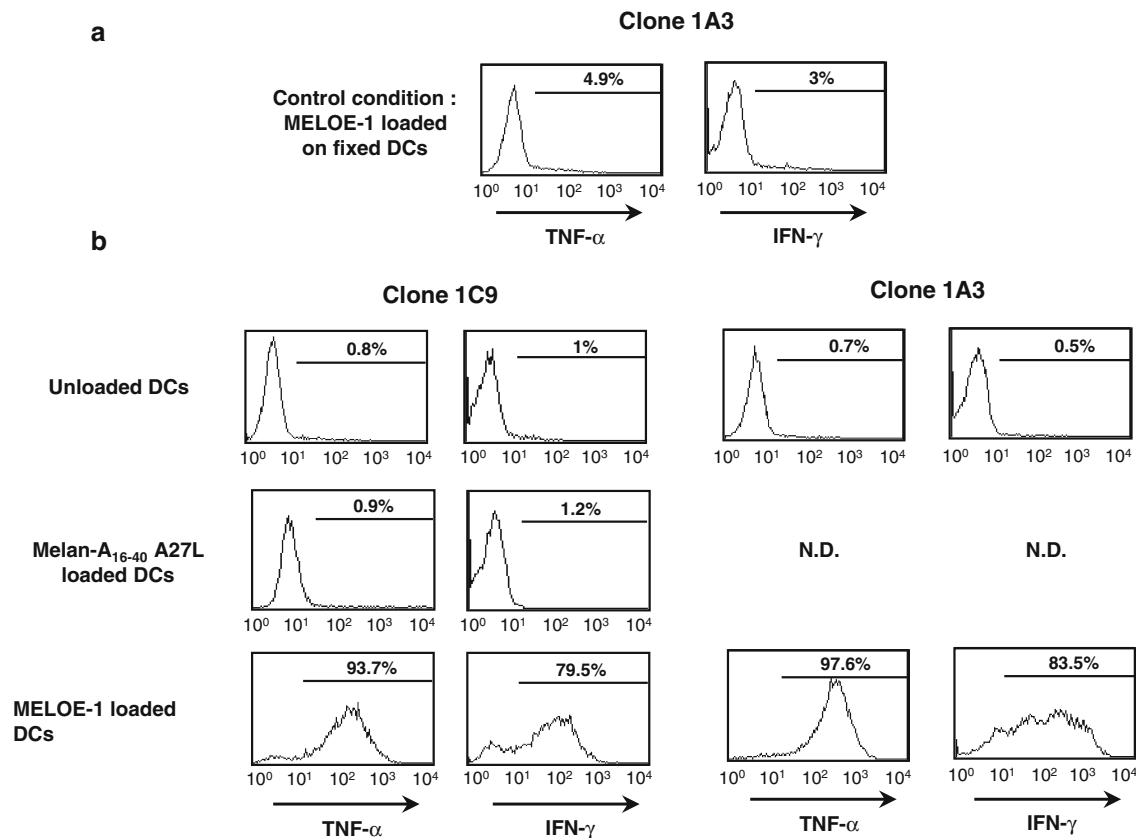 a
Clone 1A3
Control condition :
MELOE-1 loaded
on fixed DCs
4.9%
3%
10⁰ 10¹ 10² 10³ 10⁴
10⁰ 10¹ 10² 10³ 10⁴
TNF-α
IFN-γ
b
Clone 1C9
Clone 1A3
Unloaded DCs
0.8%
1%
0.7%
0.5%
10⁰ 10¹ 10² 10³ 10⁴
10⁰ 10¹ 10² 10³ 10⁴
10⁰ 10¹ 10² 10³ 10⁴
10⁰ 10¹ 10² 10³ 10⁴
Melan-A₁₆₋₄₀ A27L
loaded DCs
0.9%
1.2%
N.D.
N.D.
10⁰ 10¹ 10² 10³ 10⁴
10⁰ 10¹ 10² 10³ 10⁴
MELOE-1 loaded
DCs
93.7%
79.5%
97.6%
83.5%
10⁰ 10¹ 10² 10³ 10⁴
10⁰ 10¹ 10² 10³ 10⁴
10⁰ 10¹ 10² 10³ 10⁴
10⁰ 10¹ 10² 10³ 10⁴
TNF-α
IFN-γ
TNF-α
IFN-γ